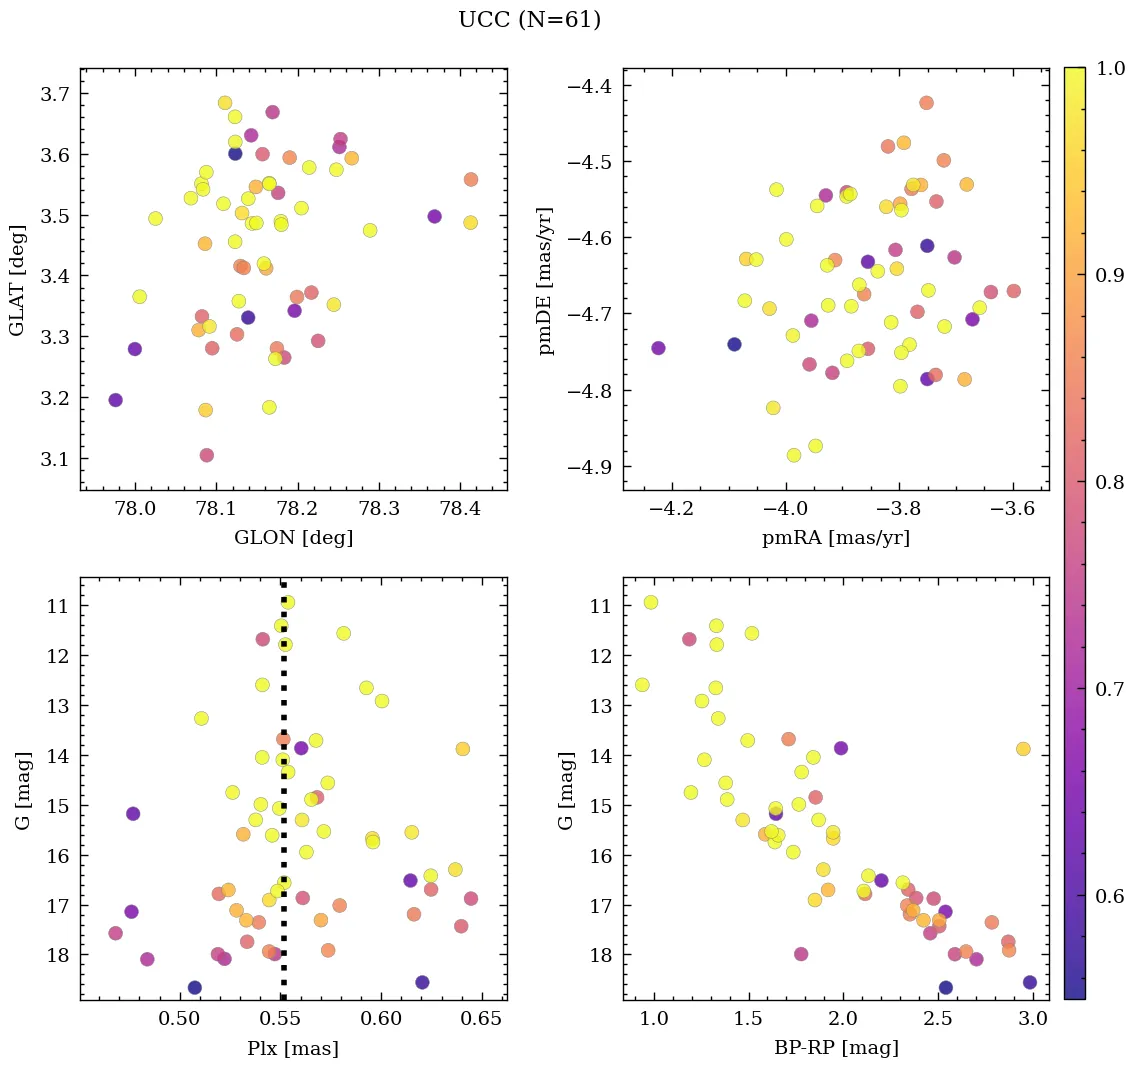 UCC (N=61)
3.7
3.6
3.5
3.4
3.3
3.2
3.1
GLAT [deg]
78.0 78.1 78.2 78.3 78.4
GLON [deg]
−4.4
−4.5
−4.6
−4.7
−4.8
−4.9
pmDE [mas/yr]
−4.2 −4.0 −3.8 −3.6
pmRA [mas/yr]
11
12
13
14
15
16
17
18
G [mag]
0.50 0.55 0.60 0.65
Plx [mas]
11
12
13
14
15
16
17
18
G [mag]
1.0 1.5 2.0 2.5 3.0
BP-RP [mag]
1.0
0.9
0.8
0.7
0.6